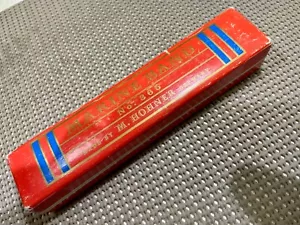 MARINE BAND
No. 365
BY M. HOHNER